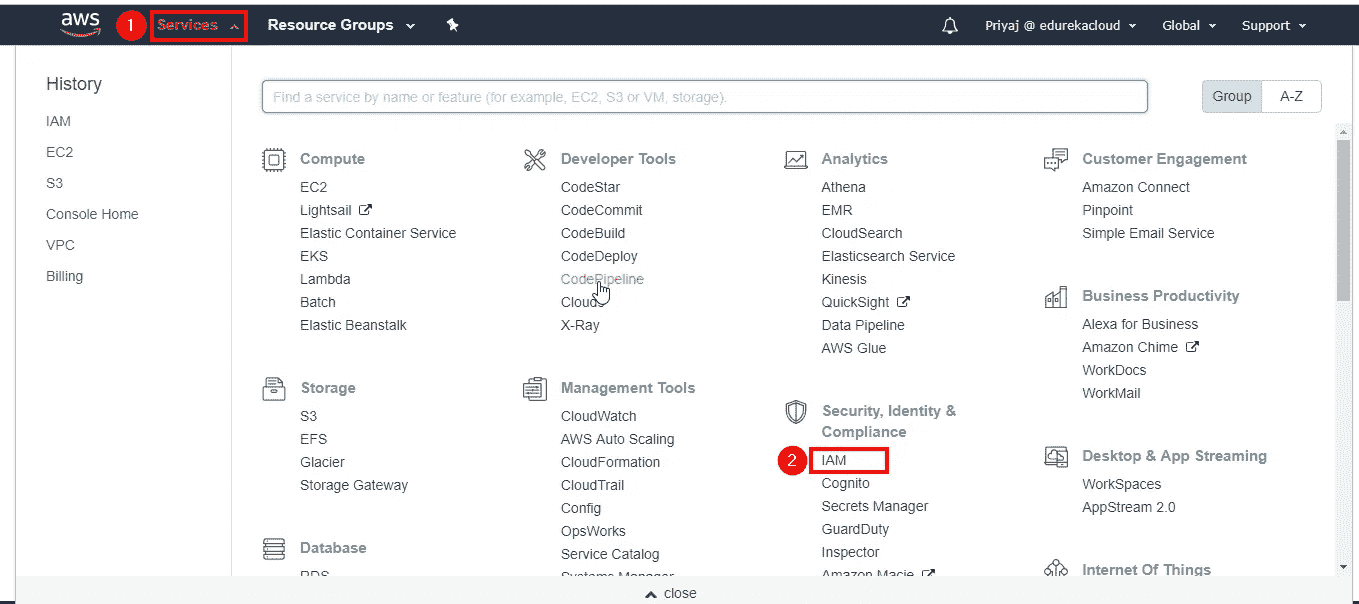 aws
1
Services
Resource Groups
Priyaj @ edurekacloud
Global
Support
History
IAM
EC2
S3
Console Home
VPC
Billing
Find a service by name or feature (for example, EC2, S3 or VM, storage).
Group
A-Z
Compute
EC2
Lightsail
Elastic Container Service
EKS
Lambda
Batch
Elastic Beanstalk
Storage
S3
EFS
Glacier
Storage Gateway
Database
RDS
Developer Tools
CodeStar
CodeCommit
CodeBuild
CodeDeploy
CodePipeline
X-Ray
Management Tools
CloudWatch
AWS Auto Scaling
CloudFormation
CloudTrail
Config
OpsWorks
Service Catalog
Systems Manager
Analytics
Athena
EMR
CloudSearch
Elasticsearch Service
Kinesis
QuickSight
Data Pipeline
AWS Glue
Security, Identity &
Compliance
2
IAM
Cognito
Secrets Manager
GuardDuty
Inspector
Amazon Macie
Customer Engagement
Amazon Connect
Pinpoint
Simple Email Service
Business Productivity
Alexa for Business
Amazon Chime
WorkDocs
WorkMail
Desktop & App Streaming
WorkSpaces
AppStream 2.0
Internet Of Things
close